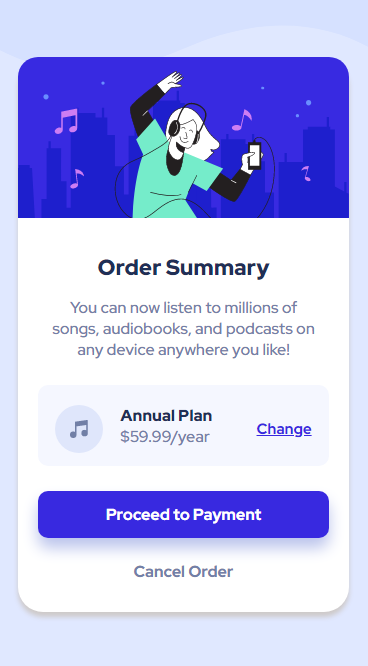 Order Summary
You can now listen to millions of
songs, audiobooks, and podcasts on
any device anywhere you like!
Annual Plan
$59.99/year
Change
Proceed to Payment
Cancel Order